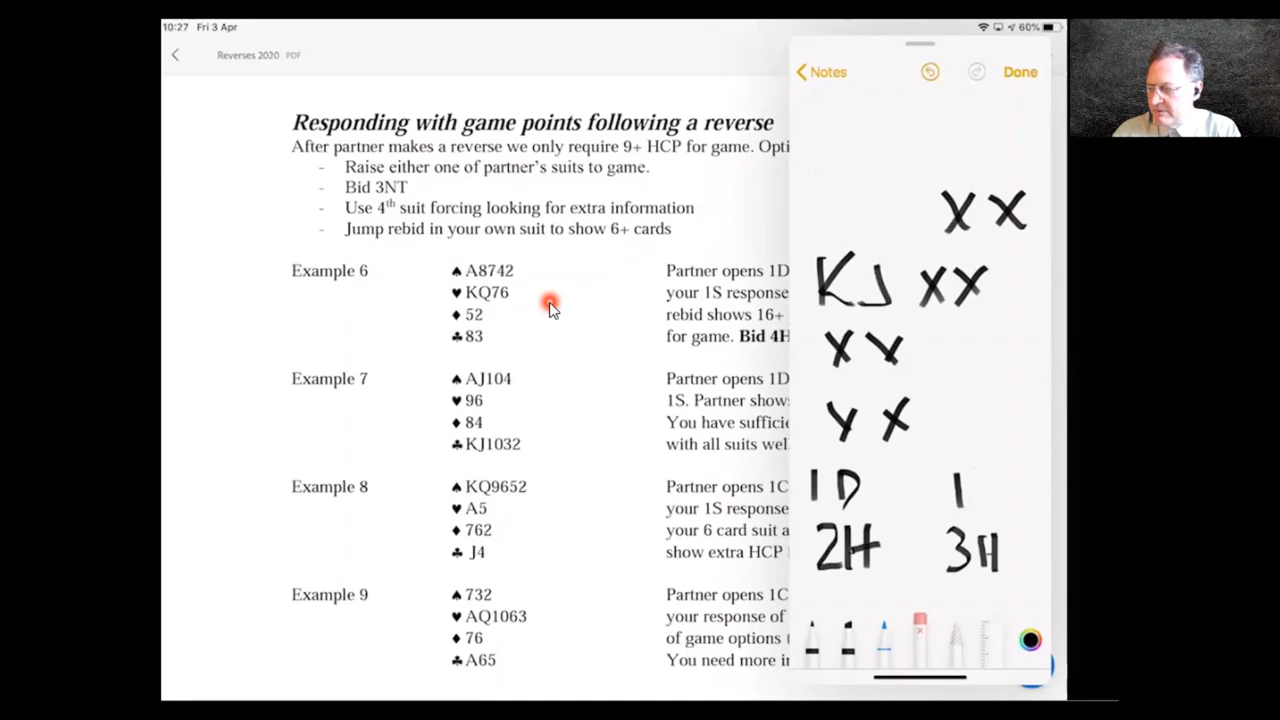 10:27 Fri 3 Apr
60%
Reverses 2020 PDF
Notes
Done
Responding with game points following a reverse
After partner makes a reverse we only require 9+ HCP for game. Opti
- Raise either one of partner's suits to game.
- Bid 3NT
- Use 4th suit forcing looking for extra information
- Jump rebid in your own suit to show 6+ cards
Example 6
♠ A8742
♥ KQ76
♦ 52
♣ 83
Partner opens 1D
your 1S response
rebid shows 16+
for game. Bid 4H
Example 7
♠ AJ104
♥ 96
♦ 84
♣ KJ1032
Partner opens 1D
1S. Partner show
You have sufficie
with all suits wel
Example 8
♠ KQ9652
♥ A5
♦ 762
♣ J4
Partner opens 1C
your 1S response
your 6 card suit a
show extra HCP
Example 9
♠ 732
♥ AQ1063
♦ 76
♣ A65
Partner opens 1C
your response of
of game options (
You need more in
X X
KJ XX
XX
Y X
1D 1
2H 3H